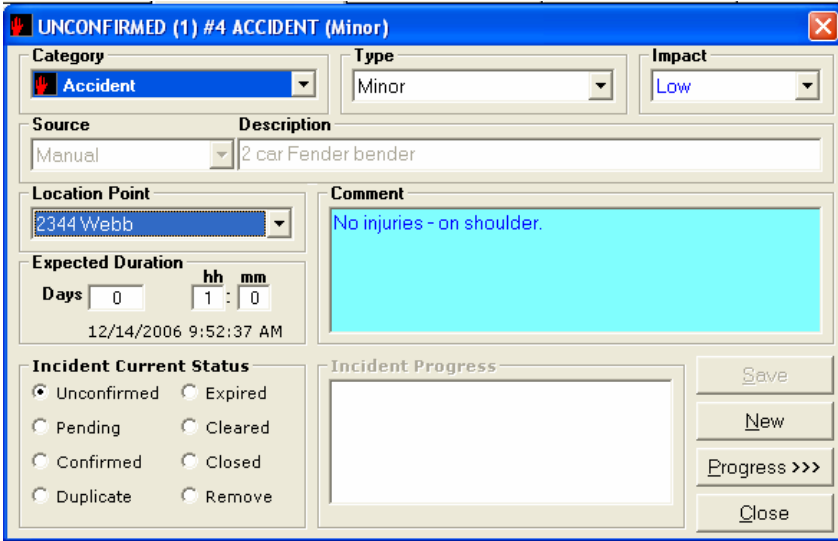 UNCONFIRMED (1) #4 ACCIDENT (Minor)
Category Type Impact
Accident Minor Low
Source Description
Manual 2 car Fender bender
Location Point Comment
2344 Webb No injuries - on shoulder.
Expected Duration
hh mm
Days 0 1 : 0
12/14/2006 9:52:37 AM
Incident Current Status Incident Progress
Save
Unconfirmed Expired
New
Pending Cleared
Confirmed Closed
Progress >>>
Duplicate Remove
Close